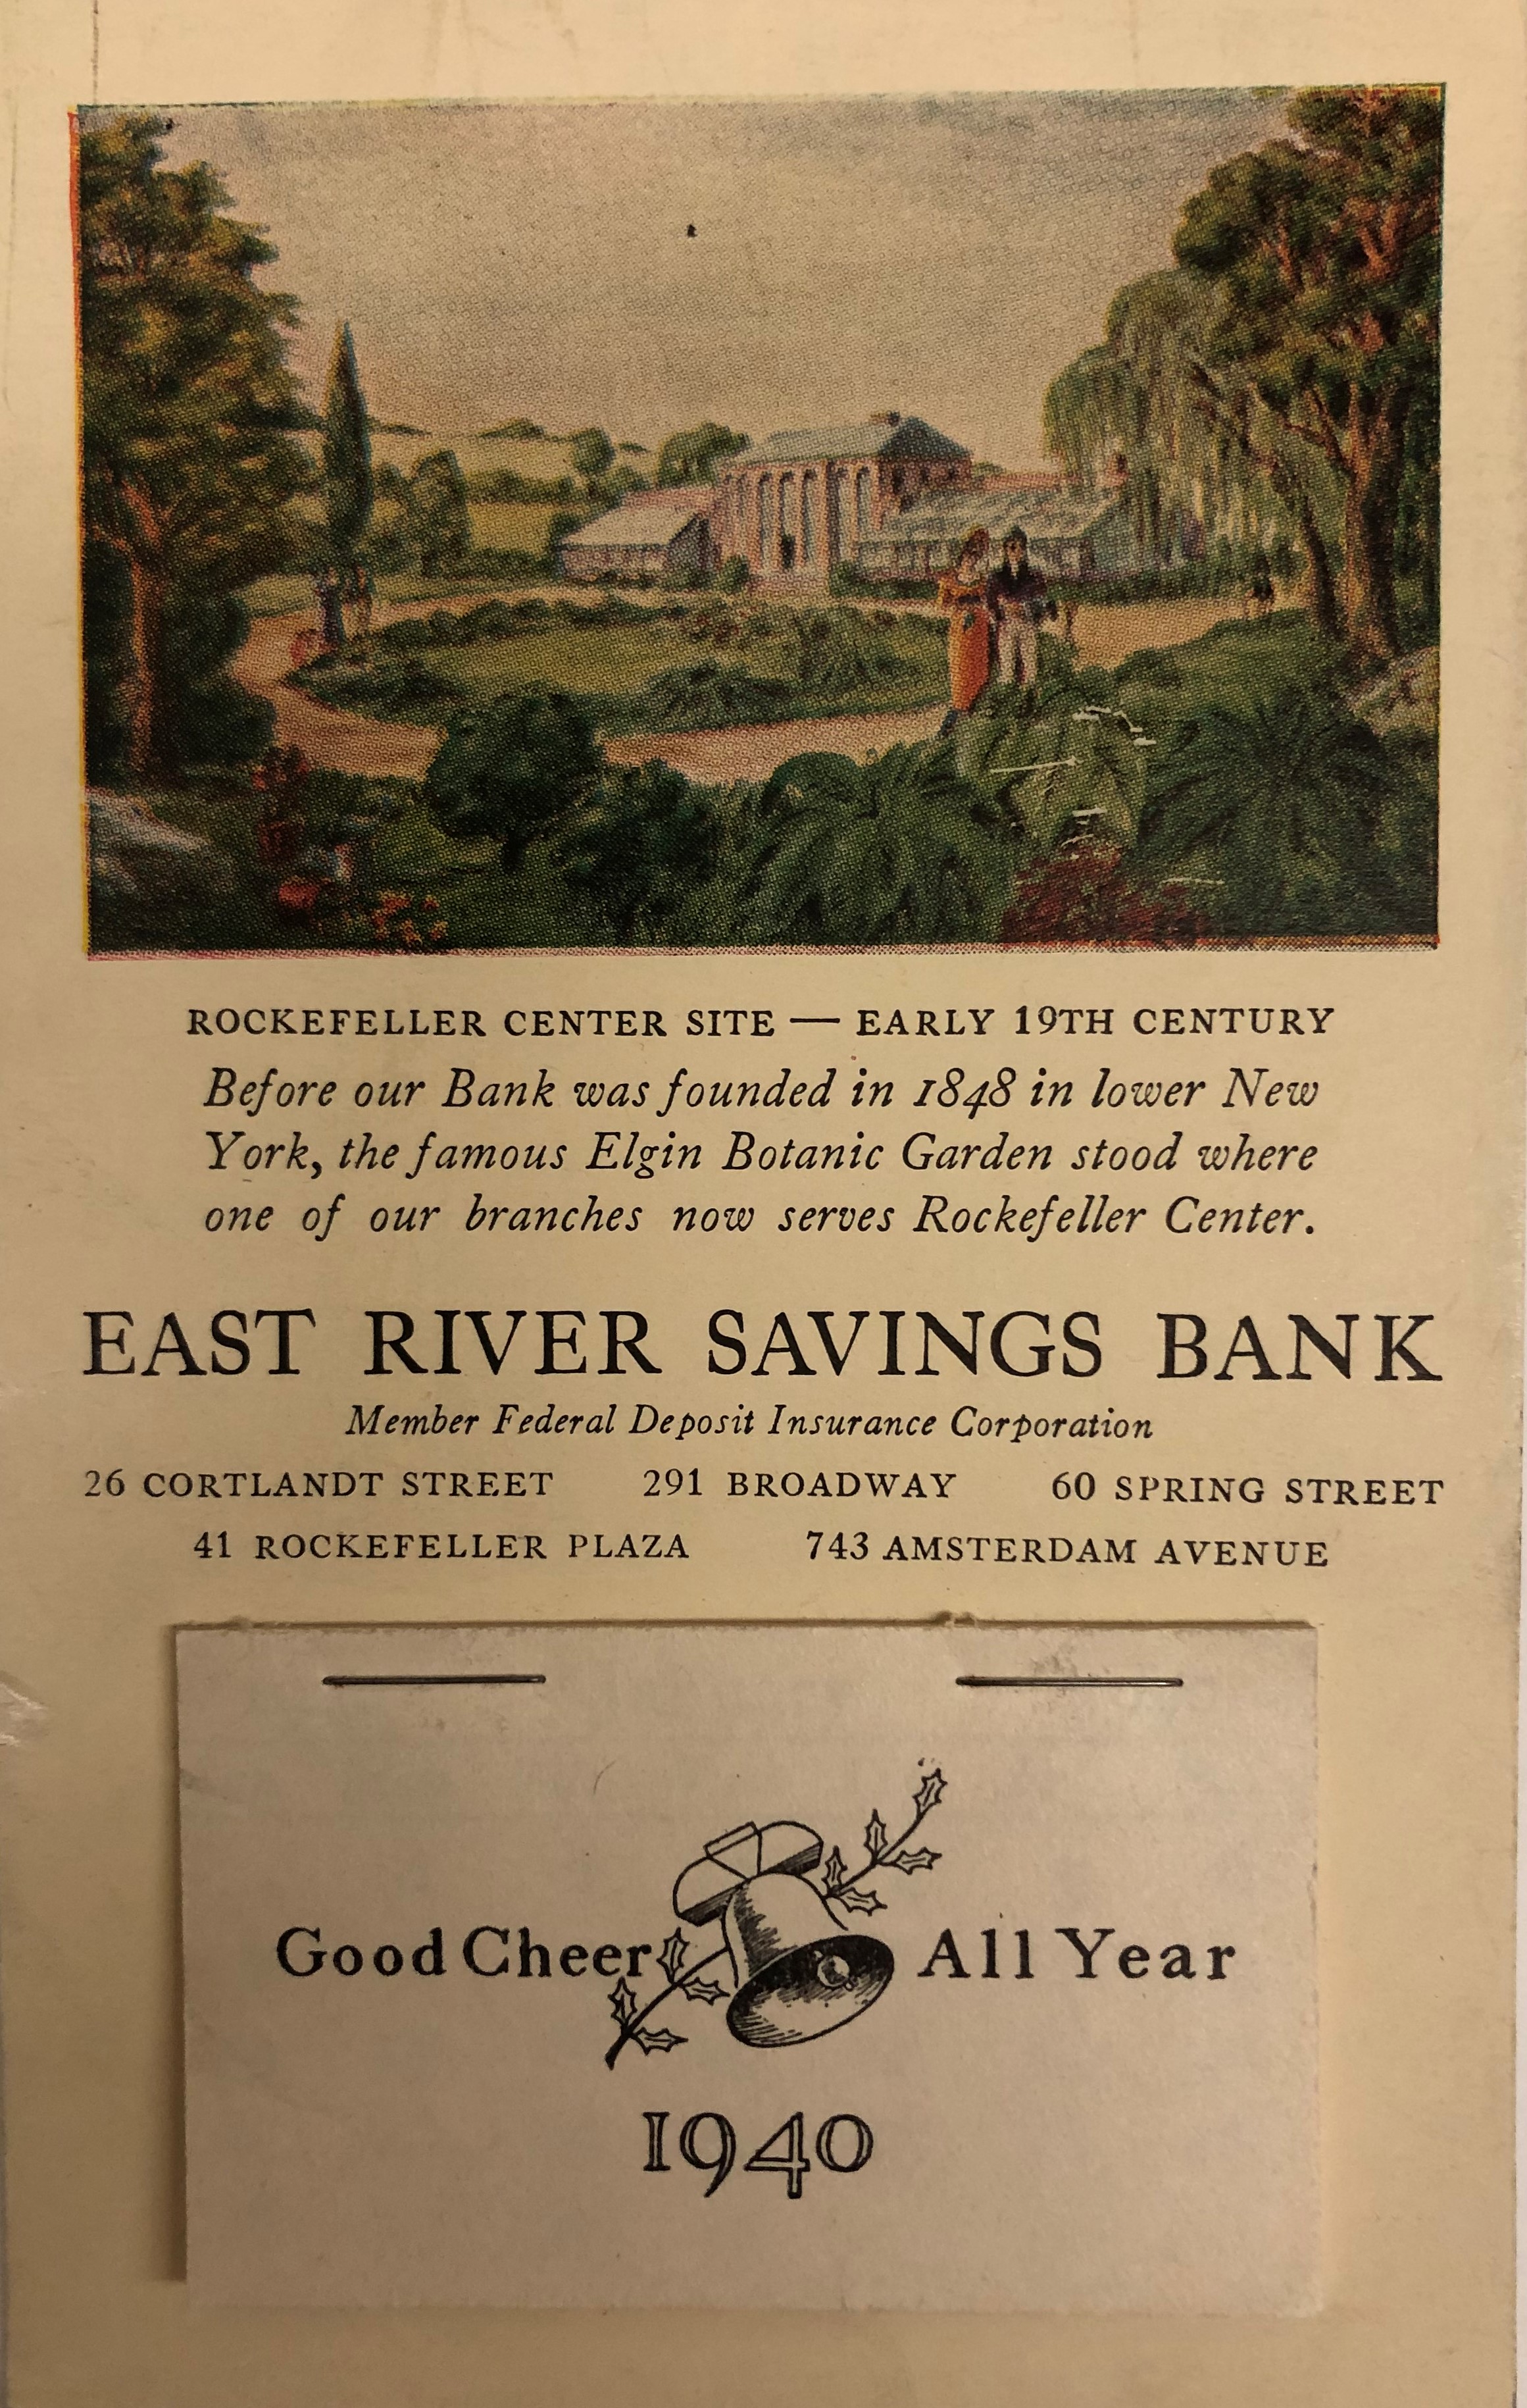 ROCKEFELLER CENTER SITE — EARLY 19TH CENTURY
Before our Bank was founded in 1848 in lower New
York, the famous Elgin Botanic Garden stood where
one of our branches now serves Rockefeller Center.
EAST RIVER SAVINGS BANK
Member Federal Deposit Insurance Corporation
26 CORTLANDT STREET 291 BROADWAY 60 SPRING STREET
41 ROCKEFELLER PLAZA 743 AMSTERDAM AVENUE
Good Cheer All Year
1940